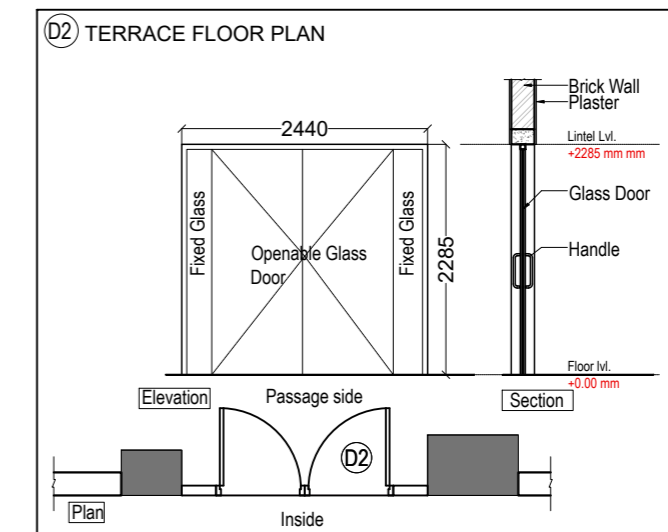 D2 TERRACE FLOOR PLAN
Brick Wall
Plaster
2440
Lintel Lvl.
+2285 mm mm
Fixed Glass
Openable Glass
Door
Fixed Glass
2285
Glass Door
Handle
Floor lvl.
+0.00 mm
Elevation
Passage side
Section
D2
Plan
Inside